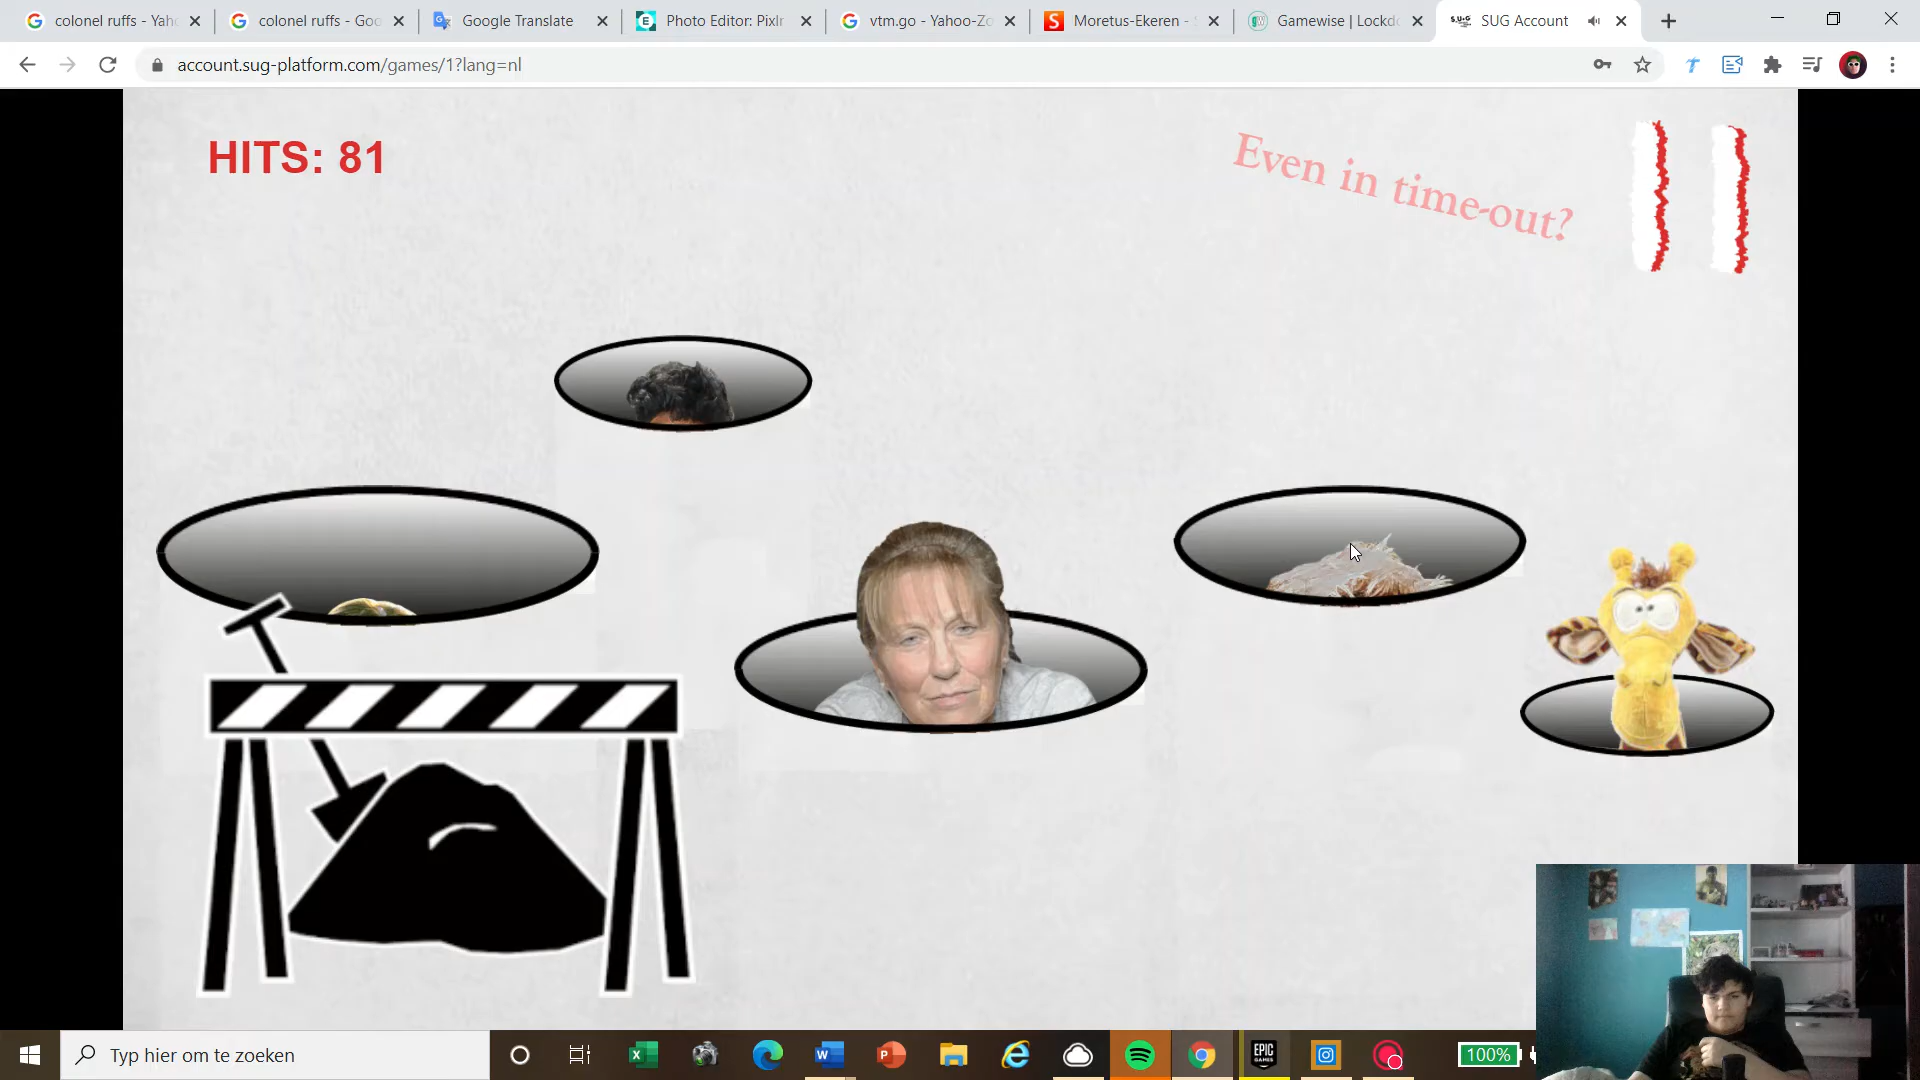 colonel ruffs - Yah
colonel ruffs - Goo
Google Translate
Photo Editor: Pixlr
vtm.go - Yahoo-Zo
Moretus-Ekeren -
Gamewise | Lockdo
SUG Account
account.sug-platform.com/games/1?lang=nl
HITS: 81
Even in time-out?
Typ hier om te zoeken
EPIC
GAMES
100%